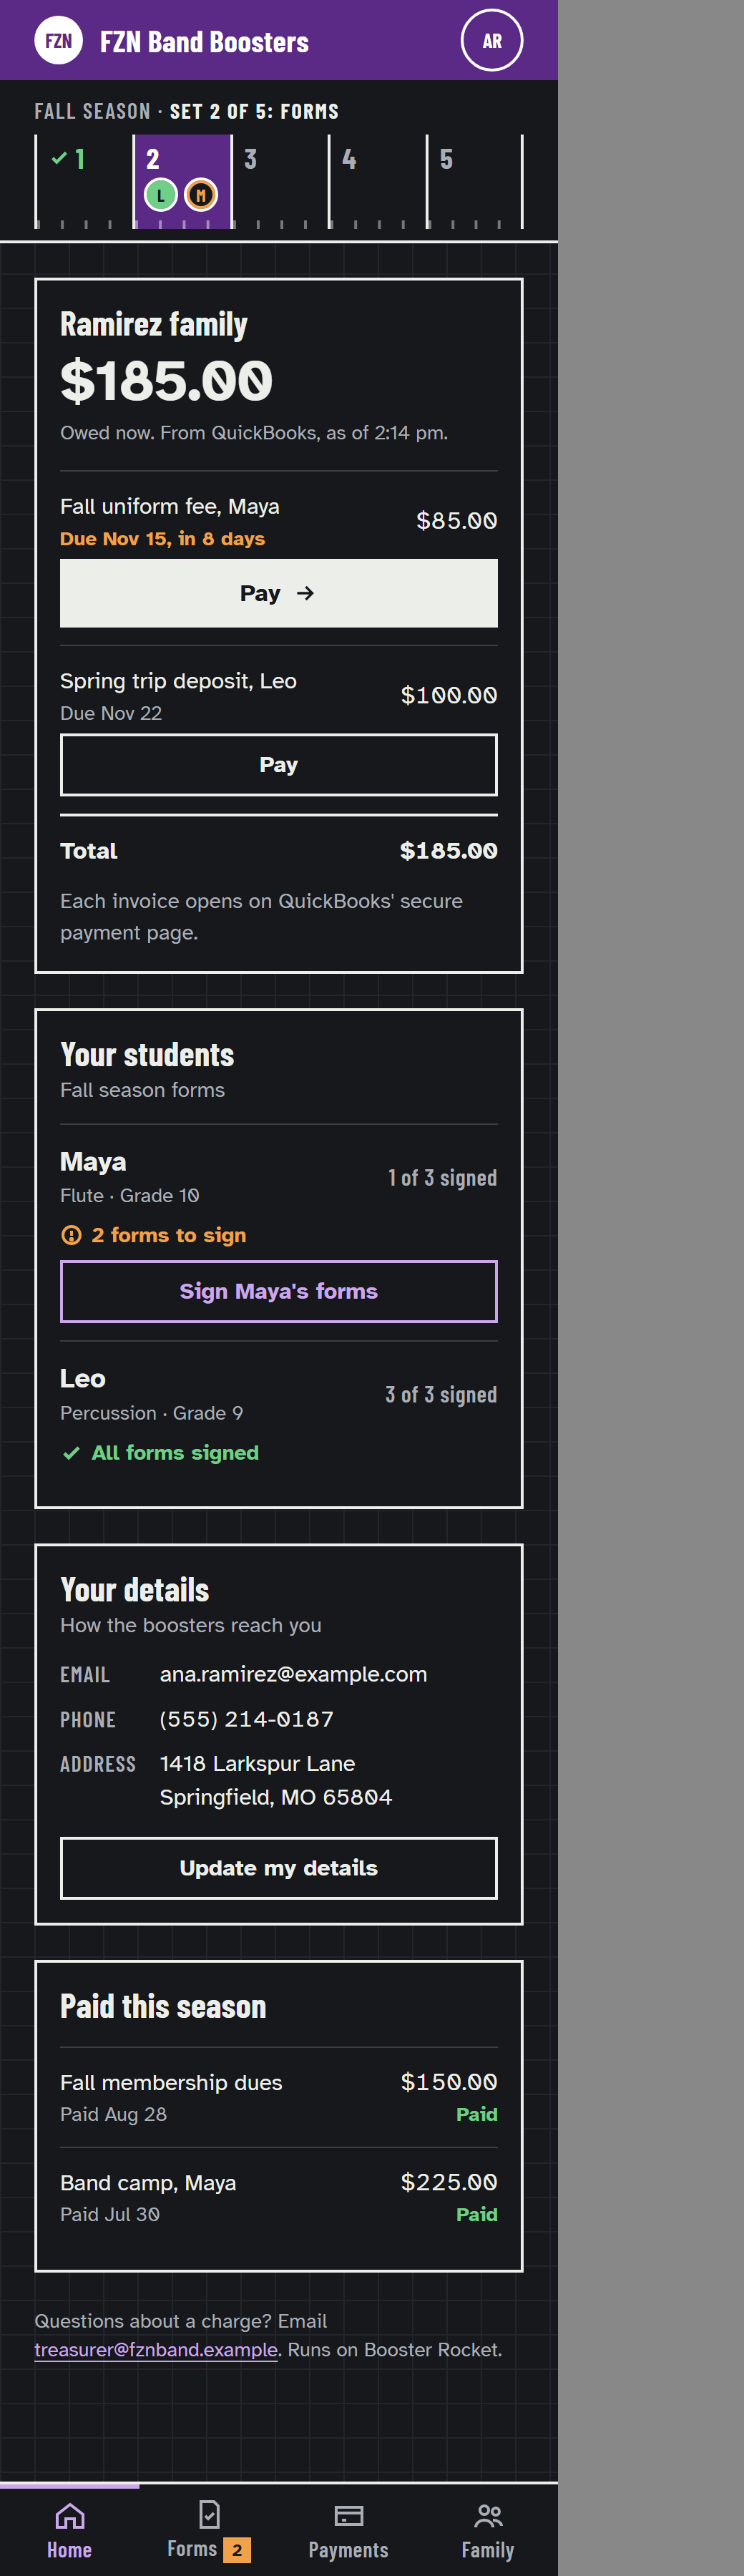 FZN FZN Band Boosters AR
FALL SEASON · SET 2 OF 5: FORMS
1 2 3 4 5
L M
Ramirez family
$185.00
Owed now. From QuickBooks, as of 2:14 pm.
Fall uniform fee, Maya $85.00
Due Nov 15, in 8 days
Pay →
Spring trip deposit, Leo $100.00
Due Nov 22
Pay
Total $185.00
Each invoice opens on QuickBooks' secure
payment page.
Your students
Fall season forms
Maya 1 of 3 signed
Flute · Grade 10
2 forms to sign
Sign Maya's forms
Leo 3 of 3 signed
Percussion · Grade 9
All forms signed
Your details
How the boosters reach you
EMAIL ana.ramirez@example.com
PHONE (555) 214-0187
ADDRESS 1418 Larkspur Lane
Springfield, MO 65804
Update my details
Paid this season
Fall membership dues $150.00
Paid Aug 28 Paid
Band camp, Maya $225.00
Paid Jul 30 Paid
Questions about a charge? Email
treasurer@fznband.example. Runs on Booster Rocket.
Home Forms 2 Payments Family